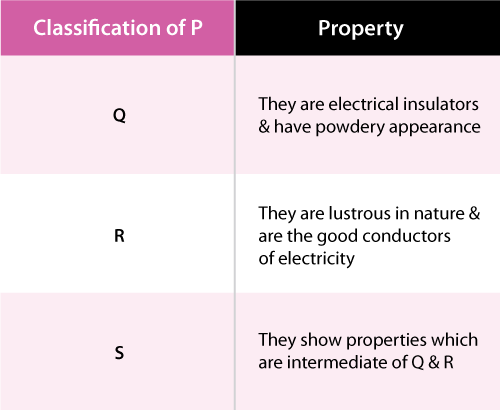 Classification of P
Property
Q
They are electrical insulators
& have powdery appearance
R
They are lustrous in nature &
are the good conductors
of electricity
S
They show properties which
are intermediate of Q & R